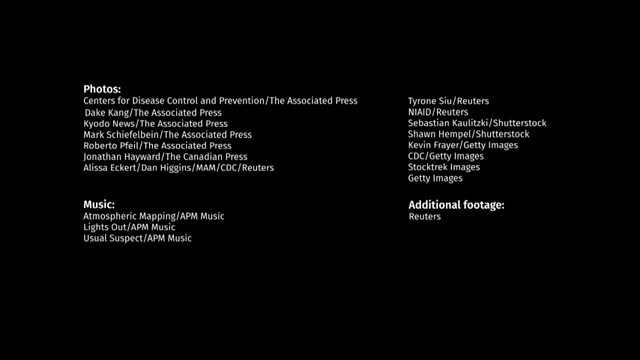 Photos:
Centers for Disease Control and Prevention/The Associated Press
Dake Kang/The Associated Press
Kyodo News/The Associated Press
Mark Schiefelbein/The Associated Press
Roberto Pfeil/The Associated Press
Jonathan Hayward/The Canadian Press
Alissa Eckert/Dan Higgins/MAM/CDC/Reuters
Tyrone Siu/Reuters
NIAID/Reuters
Sebastian Kaulitzki/Shutterstock
Shawn Hempel/Shutterstock
Kevin Frayer/Getty Images
CDC/Getty Images
Stocktrek Images
Getty Images
Music:
Atmospheric Mapping/APM Music
Lights Out/APM Music
Usual Suspect/APM Music
Additional footage:
Reuters